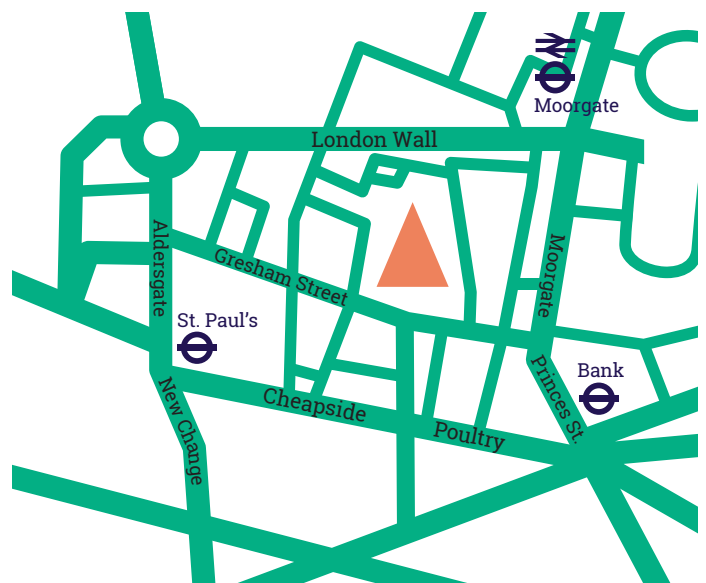 Moorgate
London Wall
Aldersgate
Gresham Street
Moorgate
St. Paul's
Princes St.
Bank
New Change
Cheapside
Poultry